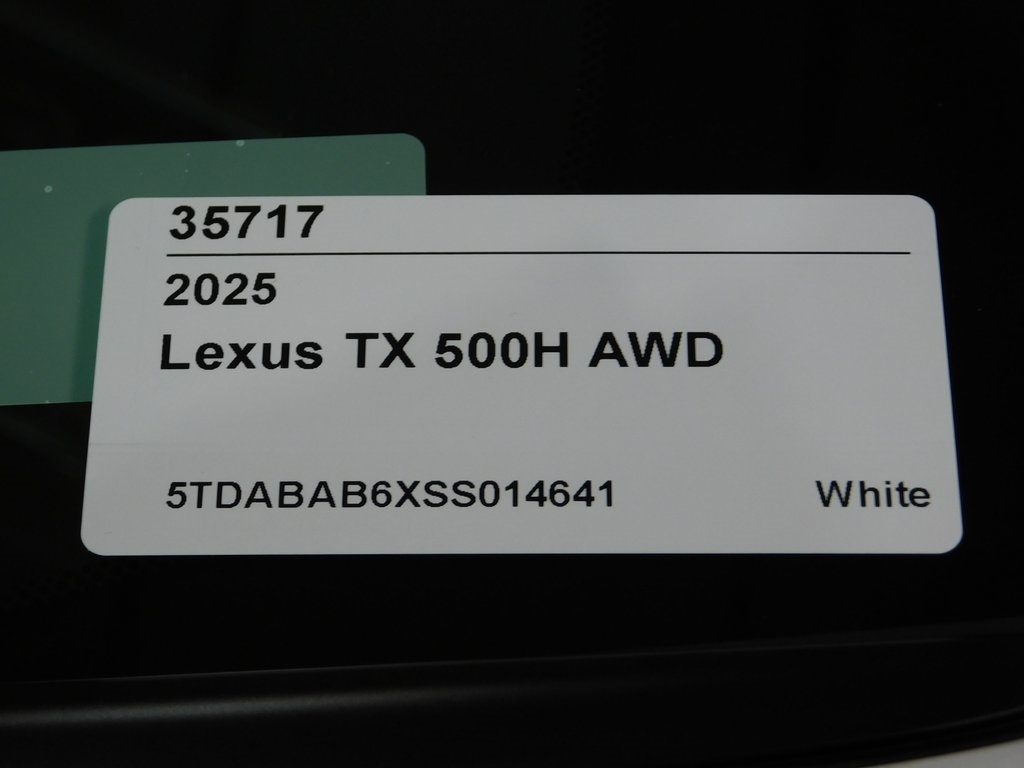 35717
2025
Lexus TX 500H AWD
5TDABAB6XSS014641 White